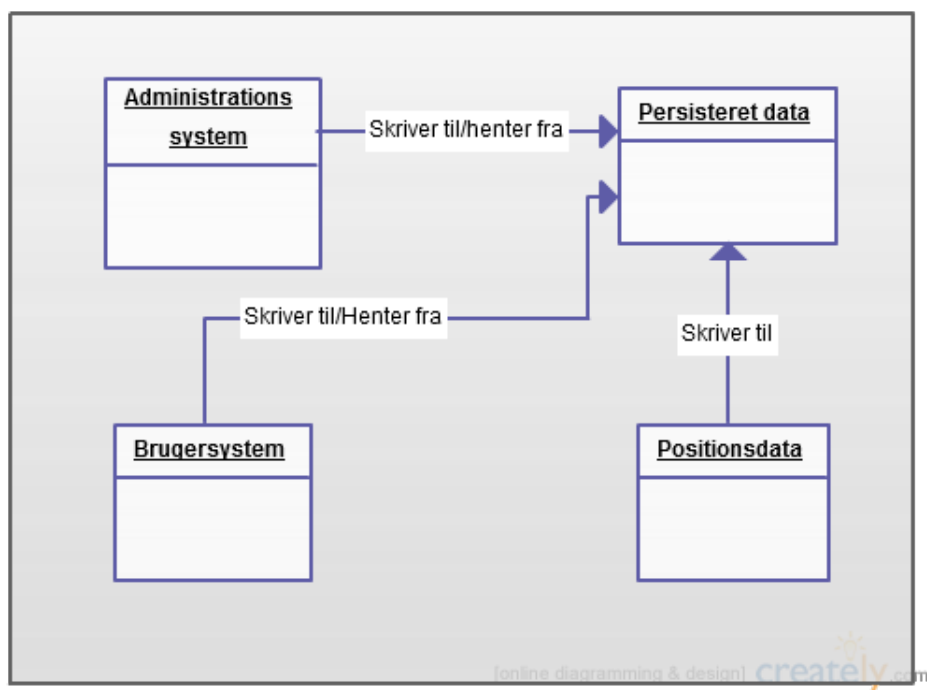 Administrations
system
Skriver til/henter fra
Persisteret data
Skriver til/Henter fra
Skriver til
Brugersystem
Positionsdata
[online diagramming & design] creately.com